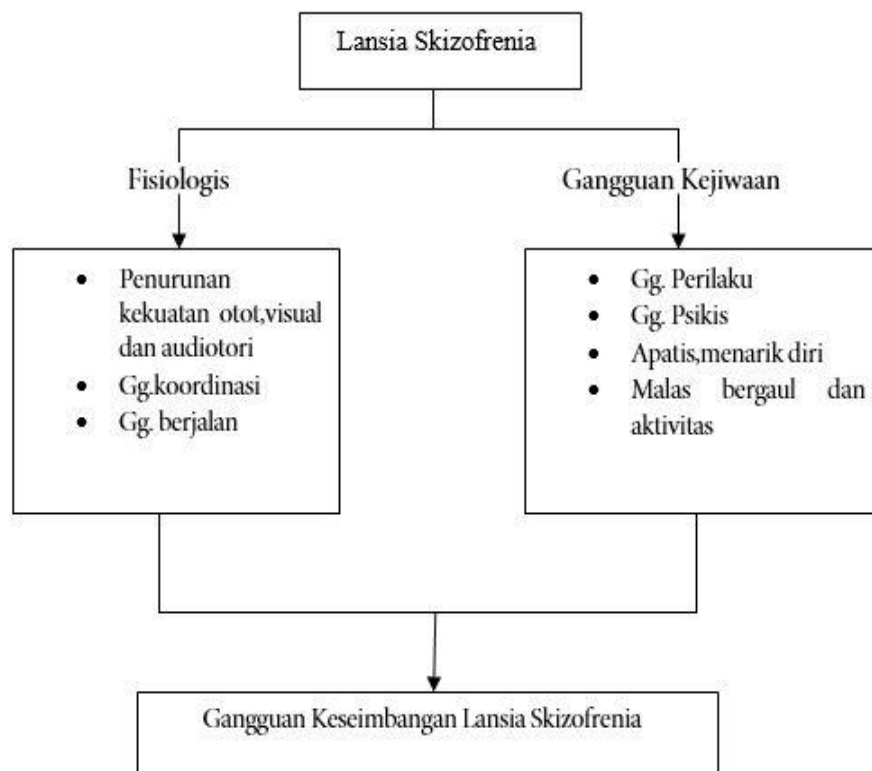 Lansia Skizofrenia
Fisiologis
Gangguan Kejiwaan
• Penurunan
kekuatan otot,visual
dan audiotori
• Gg.koordinasi
• Gg. berjalan
• Gg. Perilaku
• Gg. Psikis
• Apatis,menarik diri
• Malas bergaul dan
aktivitas
Gangguan Keseimbangan Lansia Skizofrenia